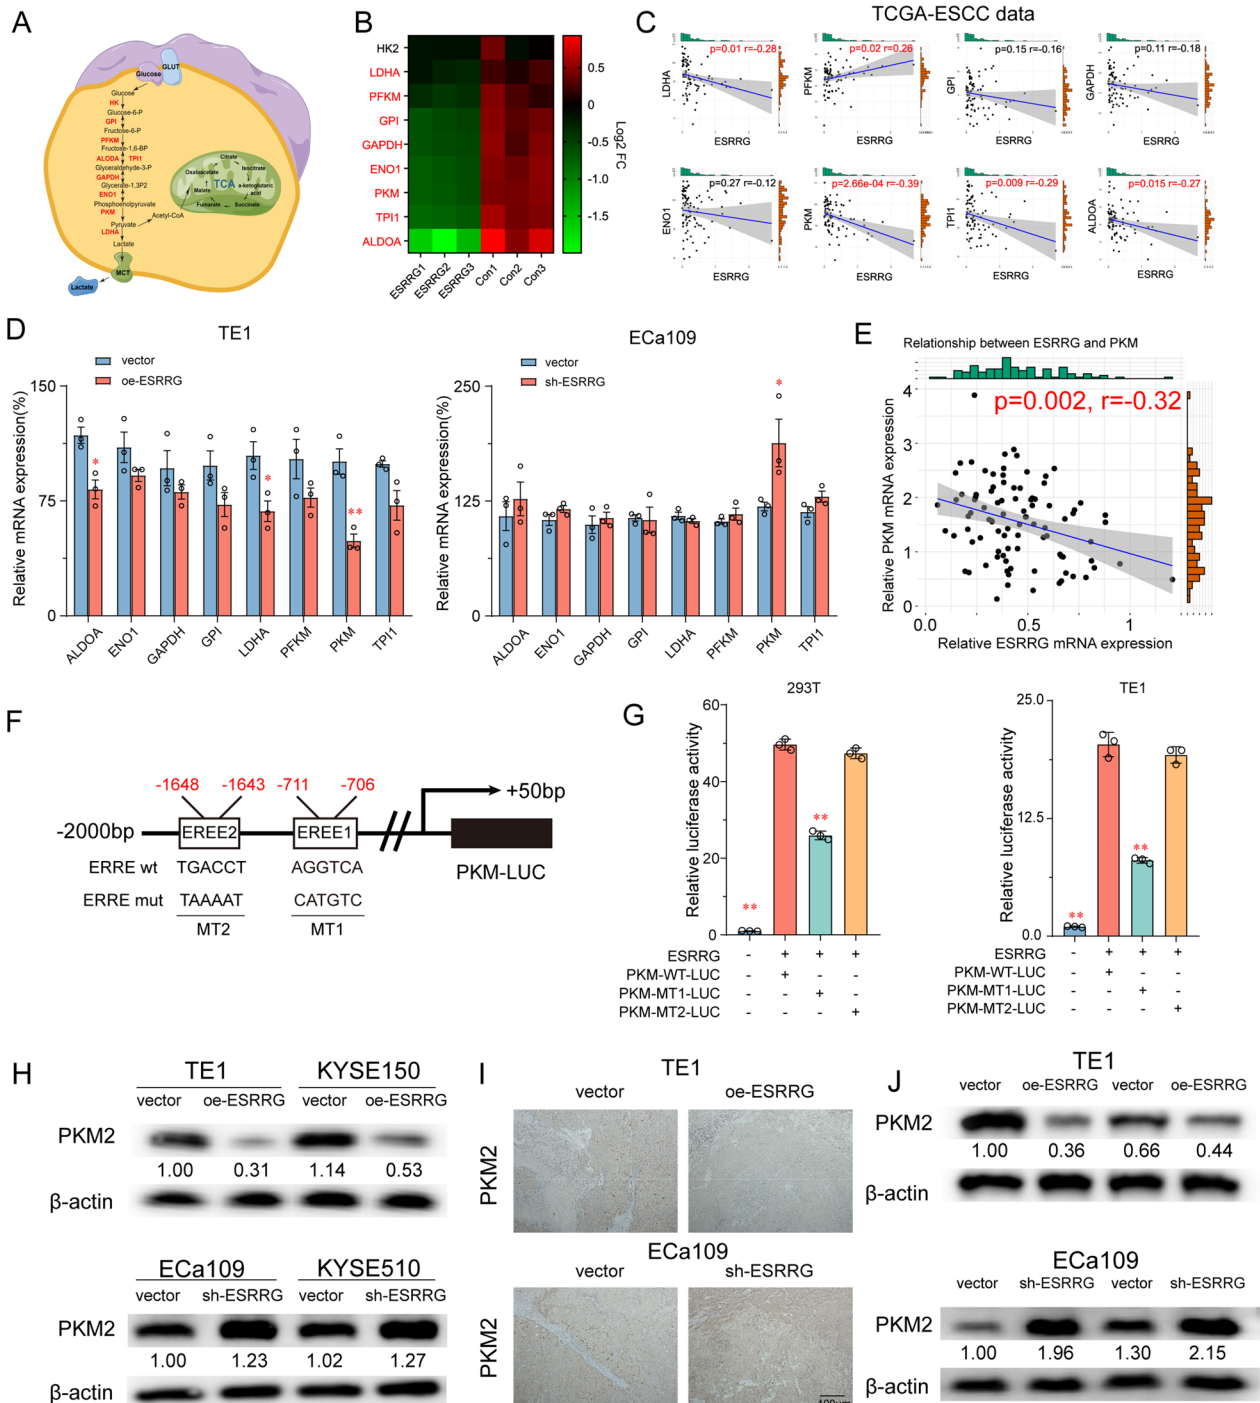 A
GLUT
Glucose
Glucose
HK
Glucose-6-P
GPI
Fructose-6-P
PFKM
Fructose-1,6-BP
ALODA TPI1
Glyceraldehyde-3-P
GAPDH
Glycerate-1,3P2
ENO1
Phosphoenolpyruvate
PKM
Pyruvate
LDHA
Lactate
MCT
Lactate
Acetyl-CoA
Citrate
Oxaloacetate
Isocitrate
TCA
Malate
a-ketoglutaric
acid
Fumarate
Succinate
B
HK2
LDHA
PFKM
GPI
GAPDH
ENO1
PKM
TPI1
ALDOA
ESRRG1
ESRRG2
ESRRG3
Con1
Con2
Con3
0.5
0
-0.5
-1
-1.5
Log2 FC
C
TCGA-ESCC data
p=0.01 r=-0.28
LDHA
ESRRG
p=0.02 r=0.26
PFKM
ESRRG
p=0.15 r=-0.16
GPI
ESRRG
p=0.11 r=-0.18
GAPDH
ESRRG
p=0.27 r=-0.12
ENO1
ESRRG
p=2.66e-04 r=-0.39
PKM
ESRRG
p=0.009 r=-0.29
TPI1
ESRRG
p=0.015 r=-0.27
ALDOA
ESRRG
D
TE1
vector
oe-ESRRG
Relative mRNA expression(%)
150
75
0
*
*
**
ALDOA
ENO1
GAPDH
GPI
LDHA
PFKM
PKM
TPI1
ECa109
vector
sh-ESRRG
Relative mRNA expression(%)
250
125
0
*
ALDOA
ENO1
GAPDH
GPI
LDHA
PFKM
PKM
TPI1
E
Relationship between ESRRG and PKM
p=0.002, r=-0.32
Relative PKM mRNA expression
4
3
2
1
0
0.0
0.5
1
Relative ESRRG mRNA expression
F
-1648 -1643 -711 -706
+50bp
-2000bp
EREE2
EREE1
PKM-LUC
ERRE wt TGACCT AGGTCA
ERRE mut TAAAAT CATGTC
MT2 MT1
G
293T
Relative luciferase activity
60
40
20
0
**
**
ESRRG - + + +
PKM-WT-LUC - + - -
PKM-MT1-LUC - - + -
PKM-MT2-LUC - - - +
TE1
Relative luciferase activity
25.0
12.5
0.0
**
**
ESRRG - + + +
PKM-WT-LUC - + - -
PKM-MT1-LUC - - + -
PKM-MT2-LUC - - - +
H
TE1 KYSE150
vector oe-ESRRG vector oe-ESRRG
PKM2
1.00 0.31 1.14 0.53
β-actin
ECa109 KYSE510
vector sh-ESRRG vector sh-ESRRG
PKM2
1.00 1.23 1.02 1.27
β-actin
I
TE1
vector oe-ESRRG
PKM2
ECa109
vector sh-ESRRG
PKM2
100μm
J
TE1
vector oe-ESRRG vector oe-ESRRG
PKM2
1.00 0.36 0.66 0.44
β-actin
ECa109
vector sh-ESRRG vector sh-ESRRG
PKM2
1.00 1.96 1.30 2.15
β-actin